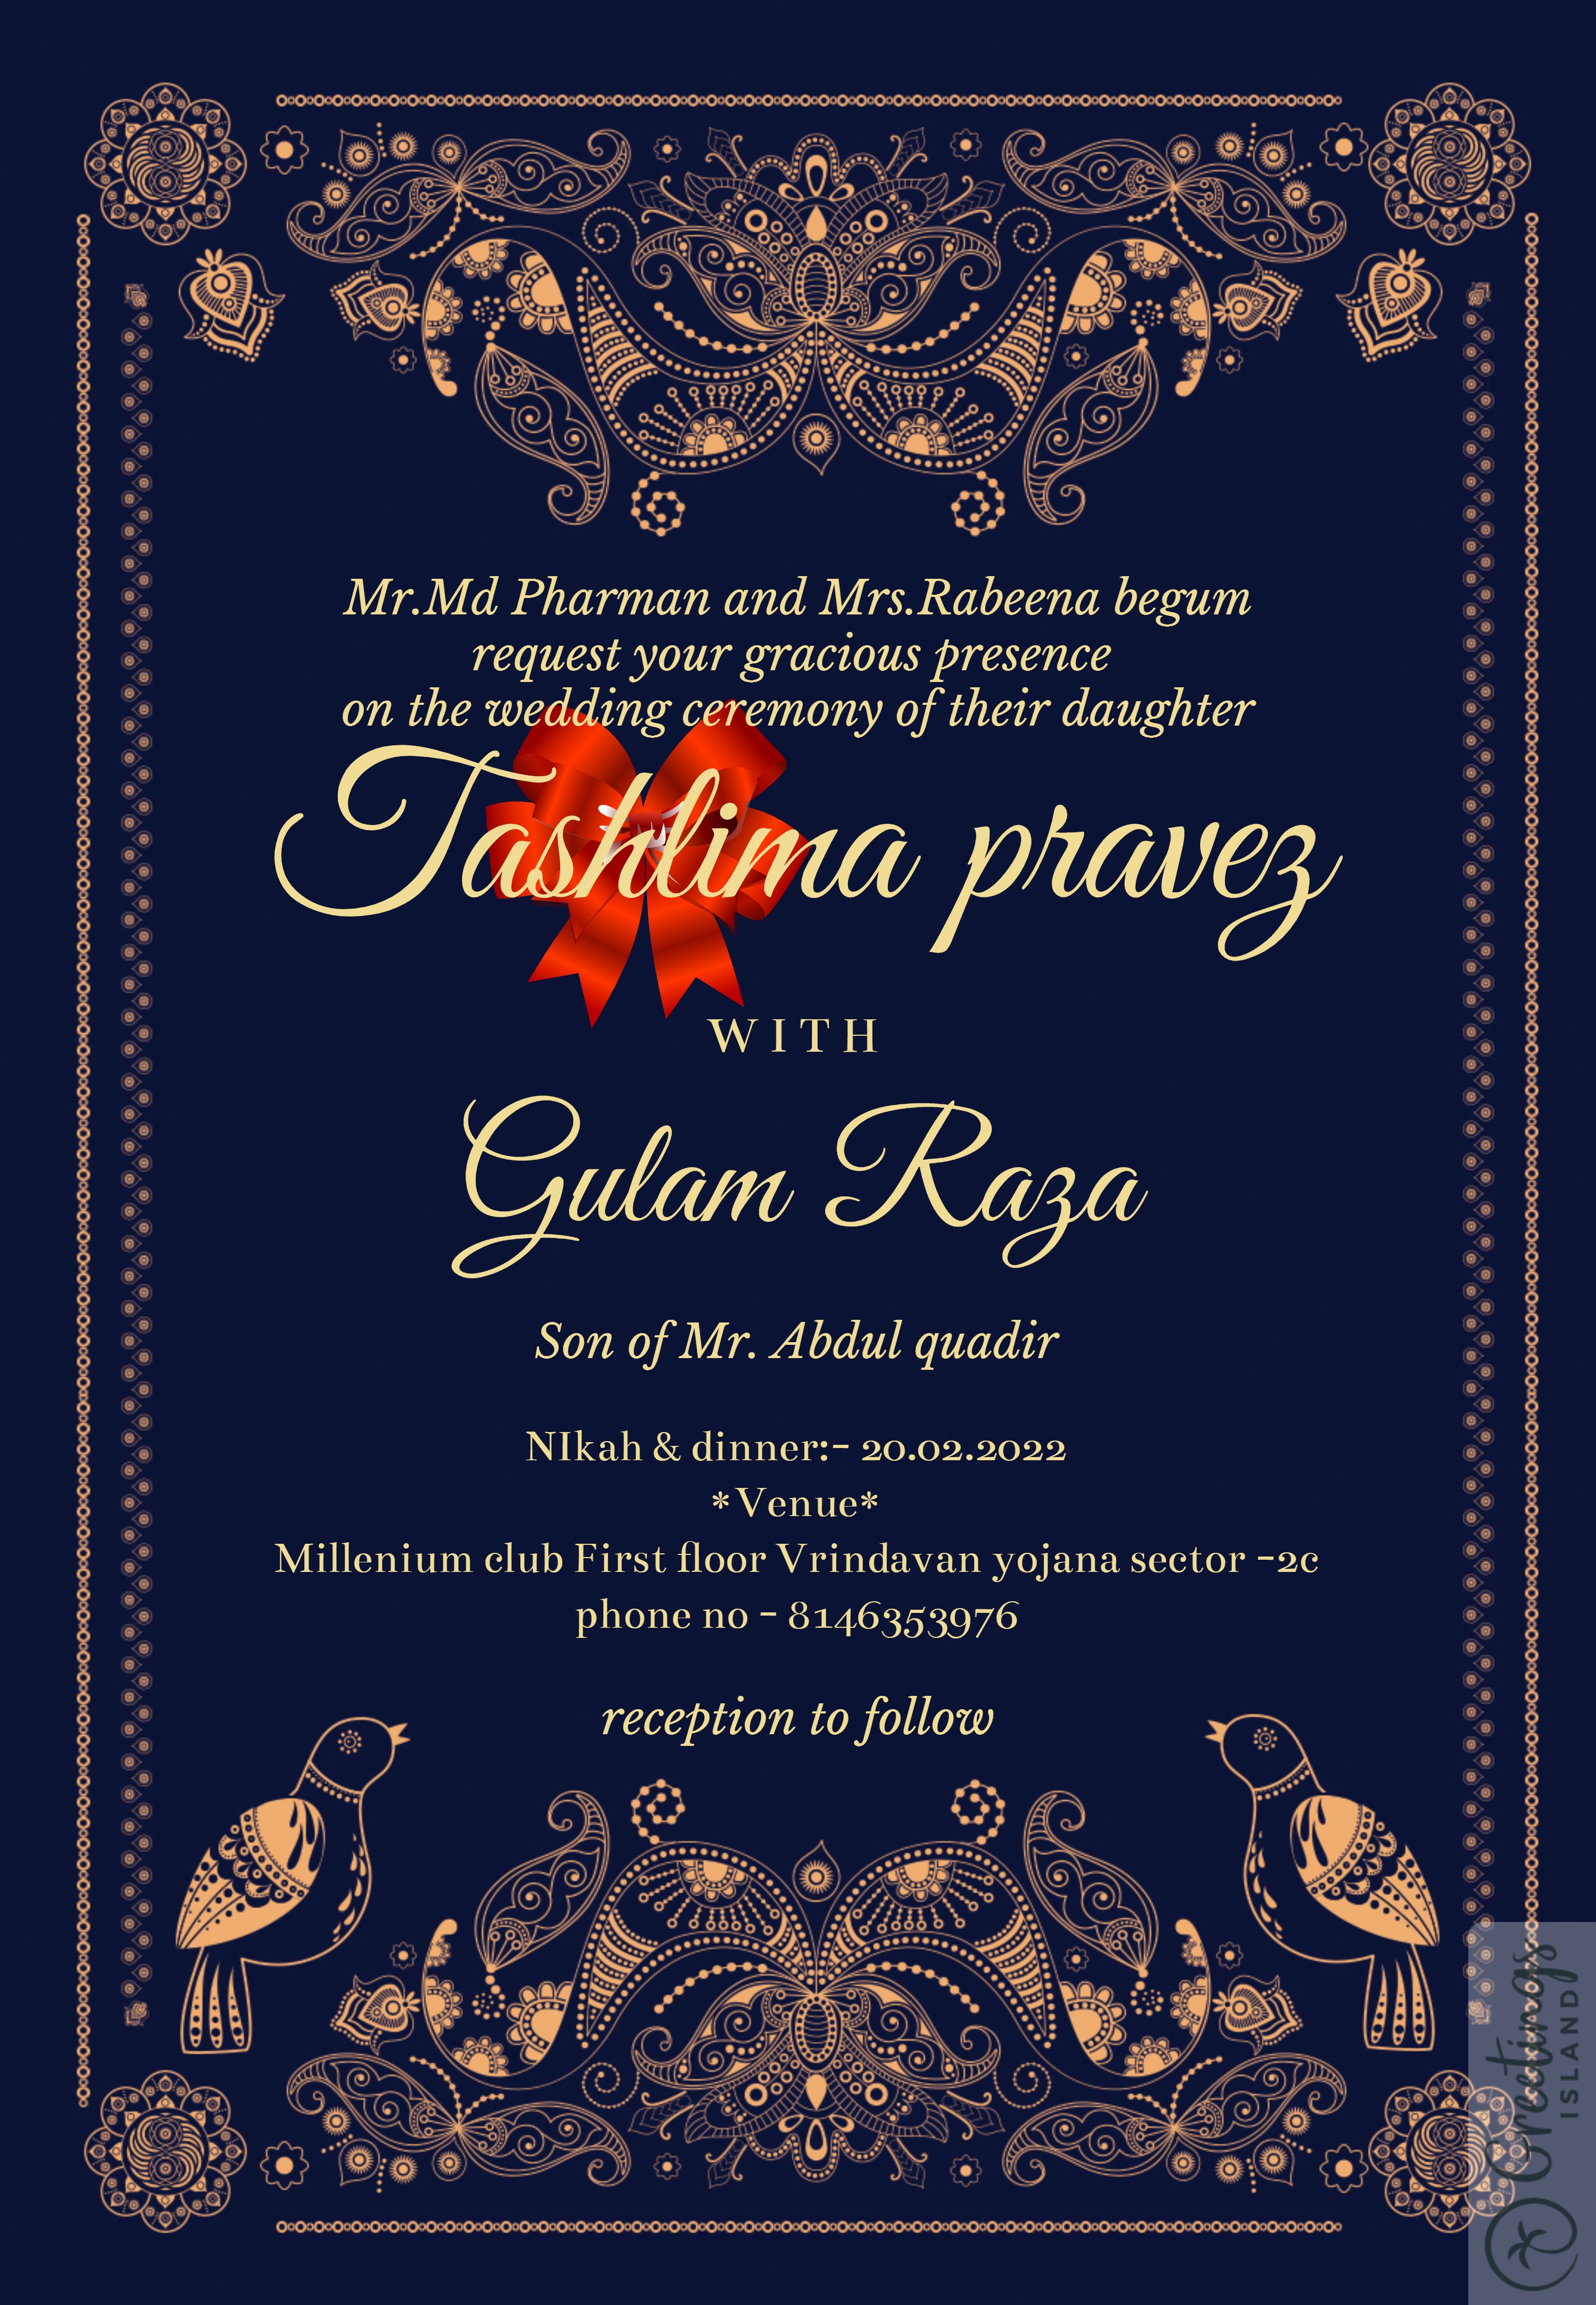 Mr.Md Pharman and Mrs.Rabeena begum
request your gracious presence
on the wedding ceremony of their daughter
Tashlima pravez
WITH
Gulam Raza
Son of Mr. Abdul quadir
NIkah & dinner:- 20.02.2022
*Venue*
Millenium club First floor Vrindavan yojana sector -2c
phone no - 8146353976
reception to follow
Greetings
ISLAND